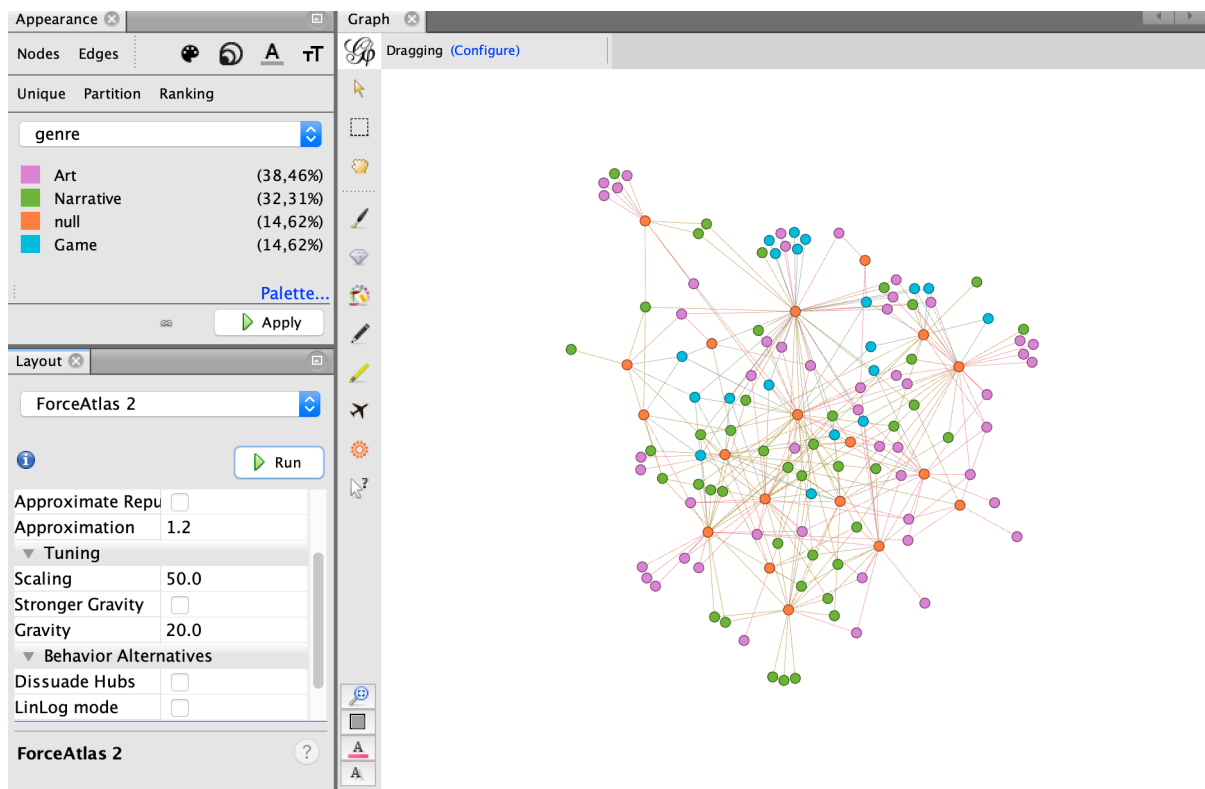 Appearance
Nodes Edges A TT
Unique Partition Ranking
genre
Art (38,46%)
Narrative (32,31%)
null (14,62%)
Game (14,62%)
Palette...
Apply
Layout
ForceAtlas 2
i Run
Approximate Repu
Approximation 1.2
Tuning
Scaling 50.0
Stronger Gravity
Gravity 20.0
Behavior Alternatives
Dissuade Hubs
LinLog mode
ForceAtlas 2 ?
Graph
Dragging (Configure)
?
A
A